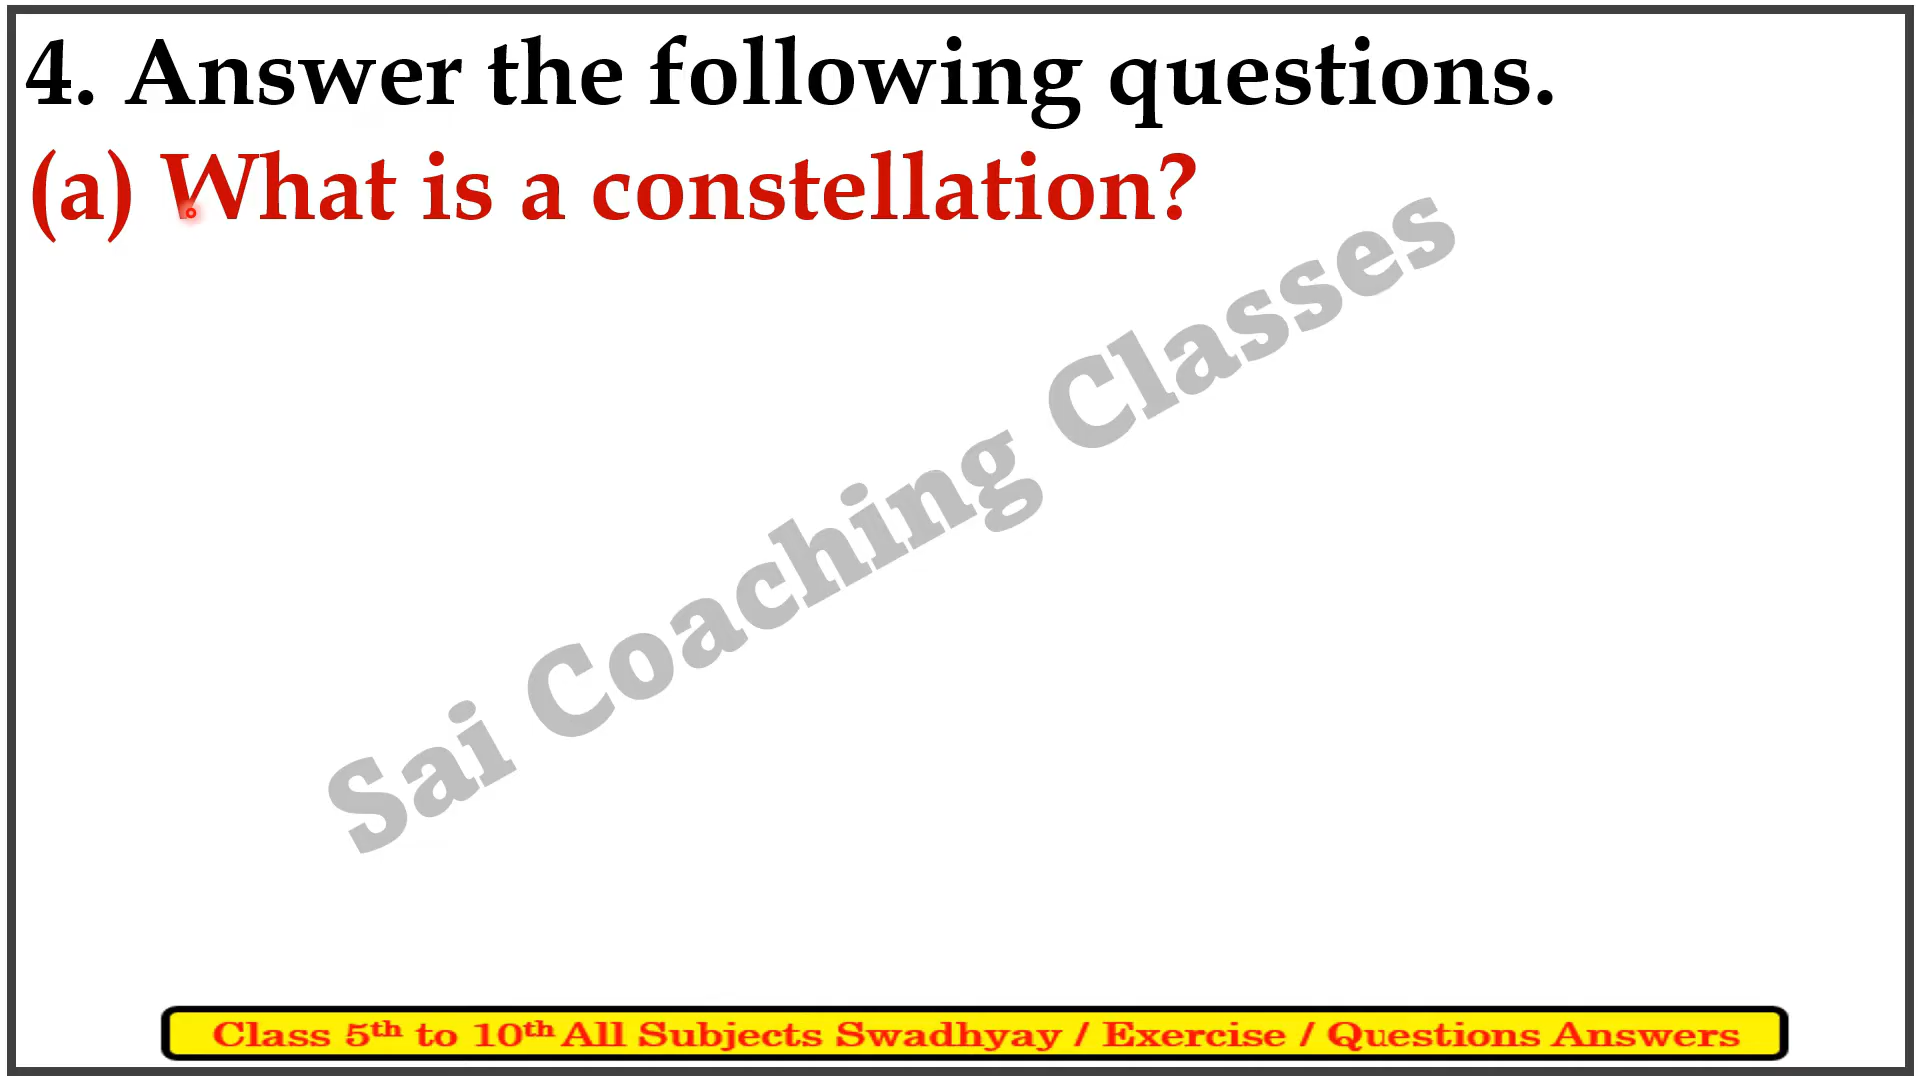 4. Answer the following questions.
(a) What is a constellation?
Sai Coaching Classes
Class 5th to 10th All Subjects Swadhyay / Exercise / Questions Answers